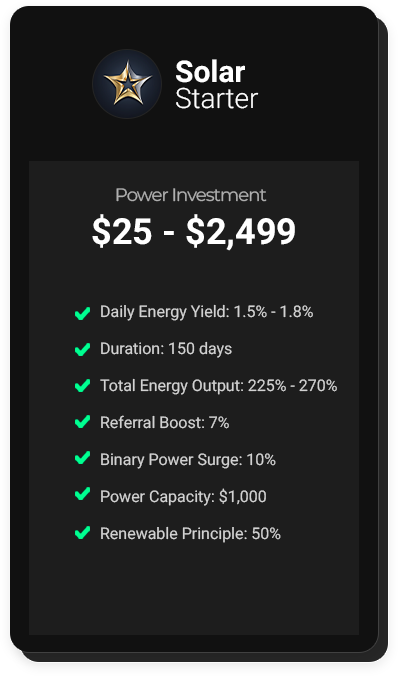 Solar
Starter
Power Investment
$25 - $2,499
Daily Energy Yield: 1.5% - 1.8%
Duration: 150 days
Total Energy Output: 225% - 270%
Referral Boost: 7%
Binary Power Surge: 10%
Power Capacity: $1,000
Renewable Principle: 50%